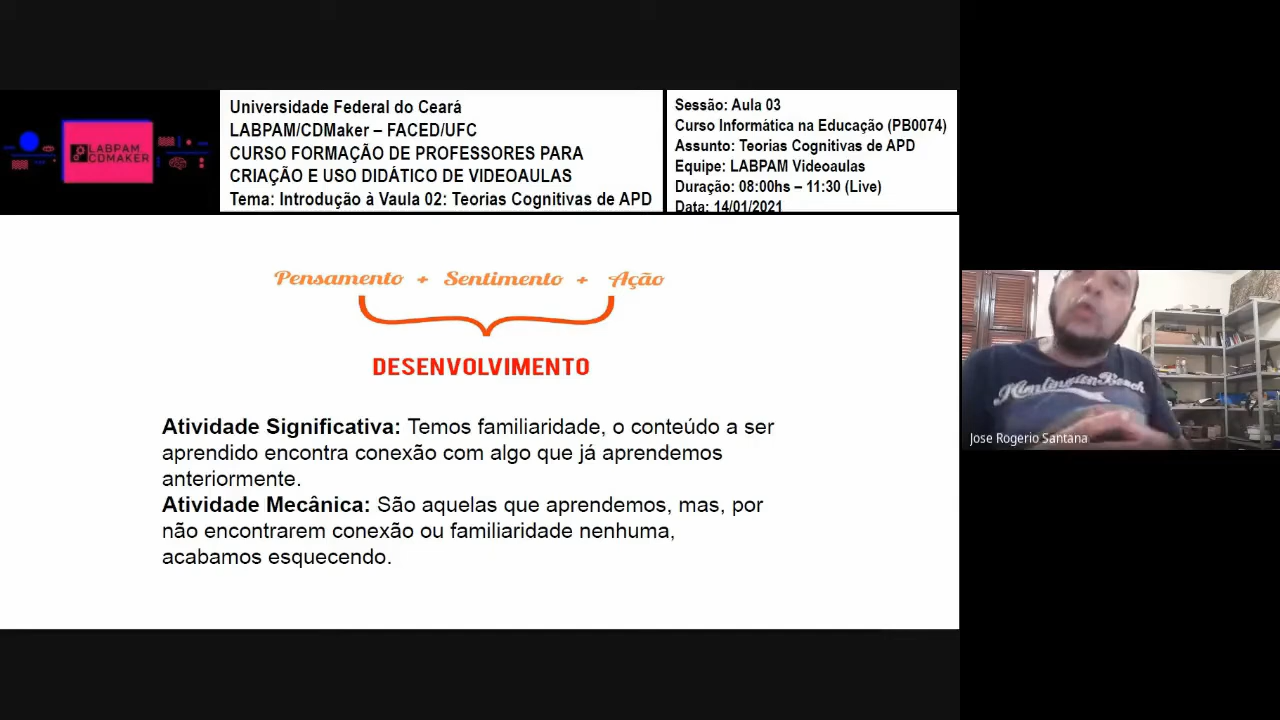 LABPAM
CDMAKER
Universidade Federal do Ceará
LABPAM/CDMaker – FACED/UFC
CURSO FORMAÇÃO DE PROFESSORES PARA
CRIAÇÃO E USO DIDÁTICO DE VIDEOAULAS
Tema: Introdução à Vaula 02: Teorias Cognitivas de APD
Sessão: Aula 03
Curso Informática na Educação (PB0074)
Assunto: Teorias Cognitivas de APD
Equipe: LABPAM Videoaulas
Duração: 08:00hs – 11:30 (Live)
Data: 14/01/2021
Pensamento + Sentimento + Ação
DESENVOLVIMENTO
Atividade Significativa: Temos familiaridade, o conteúdo a ser
aprendido encontra conexão com algo que já aprendemos
anteriormente.
Atividade Mecânica: São aquelas que aprendemos, mas, por
não encontrarem conexão ou familiaridade nenhuma,
acabamos esquecendo.
Huntington Beach
Jose Rogerio Santana